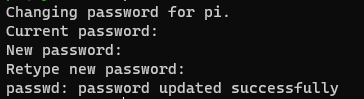 Changing password for pi.
Current password:
New password:
Retype new password:
passwd: password updated successfully